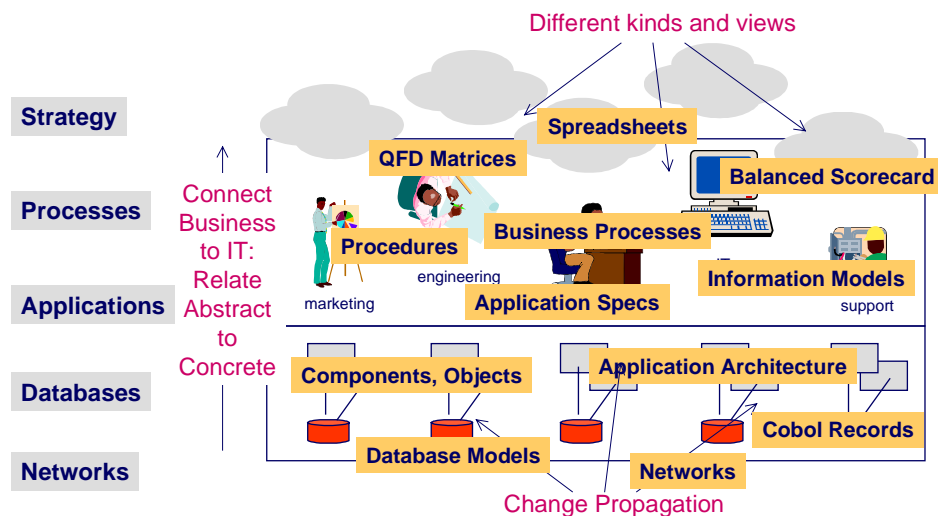 Different kinds and views
Strategy
Spreadsheets
QFD Matrices
Balanced Scorecard
Connect
Business
to IT:
Relate
Abstract
to
Concrete
Processes
Procedures
Business Processes
engineering
Information Models
Applications
marketing
Application Specs
support
Components, Objects
Application Architecture
Databases
Cobol Records
Database Models
Networks
Networks
Change Propagation